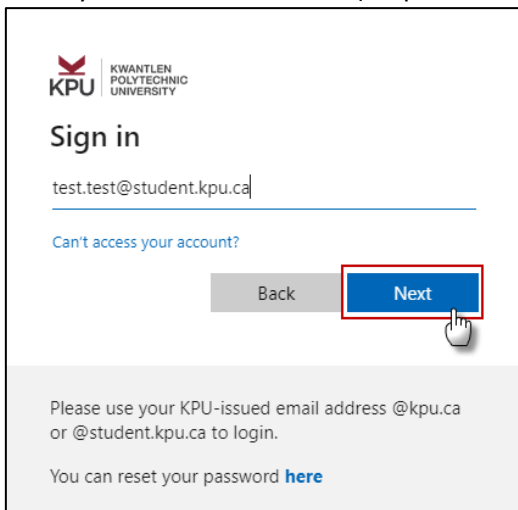 KPU
KWANTLEN
POLYTECHNIC
UNIVERSITY
Sign in
test.test@student.kpu.ca
Can't access your account?
Back Next
Please use your KPU-issued email address @kpu.ca
or @student.kpu.ca to login.
You can reset your password here